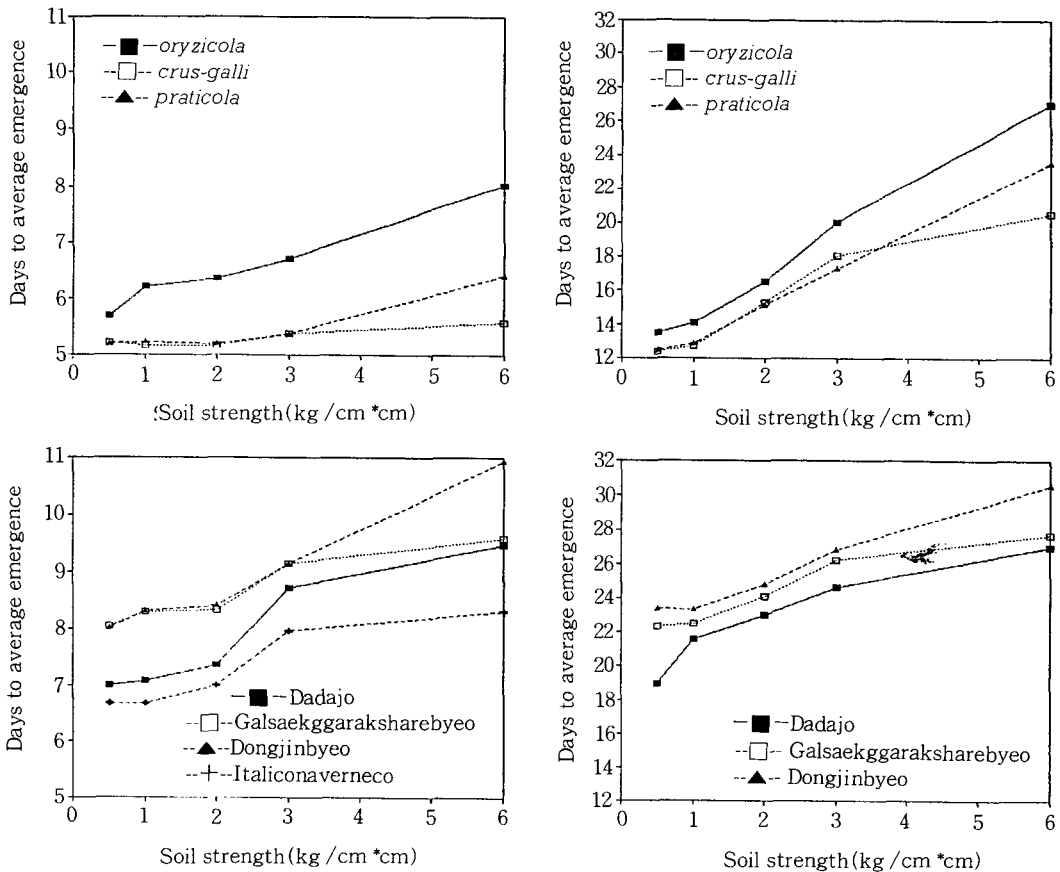 11
10
9
8
7
6
5
Days to average emergence
oryzicola
crus-galli
praticola
0 1 2 3 4 5 6
Soil strength(kg/cm *cm)
32
30
28
26
24
22
20
18
16
14
12
Days to average emergence
oryzicola
crus-galli
praticola
0 1 2 3 4 5 6
Soil strength(kg/cm *cm)
11
10
9
8
7
6
5
Days to average emergence
Dadajo
Galsaekggaraksharebyeo
Dongjinbyeo
Italiconaverneco
0 1 2 3 4 5 6
Soil strength(kg/cm *cm)
32
30
28
26
24
22
20
18
16
14
12
Days to average emergence
Dadajo
Galsaekggaraksharebyeo
Dongjinbyeo
0 1 2 3 4 5 6
Soil strength(kg/cm *cm)